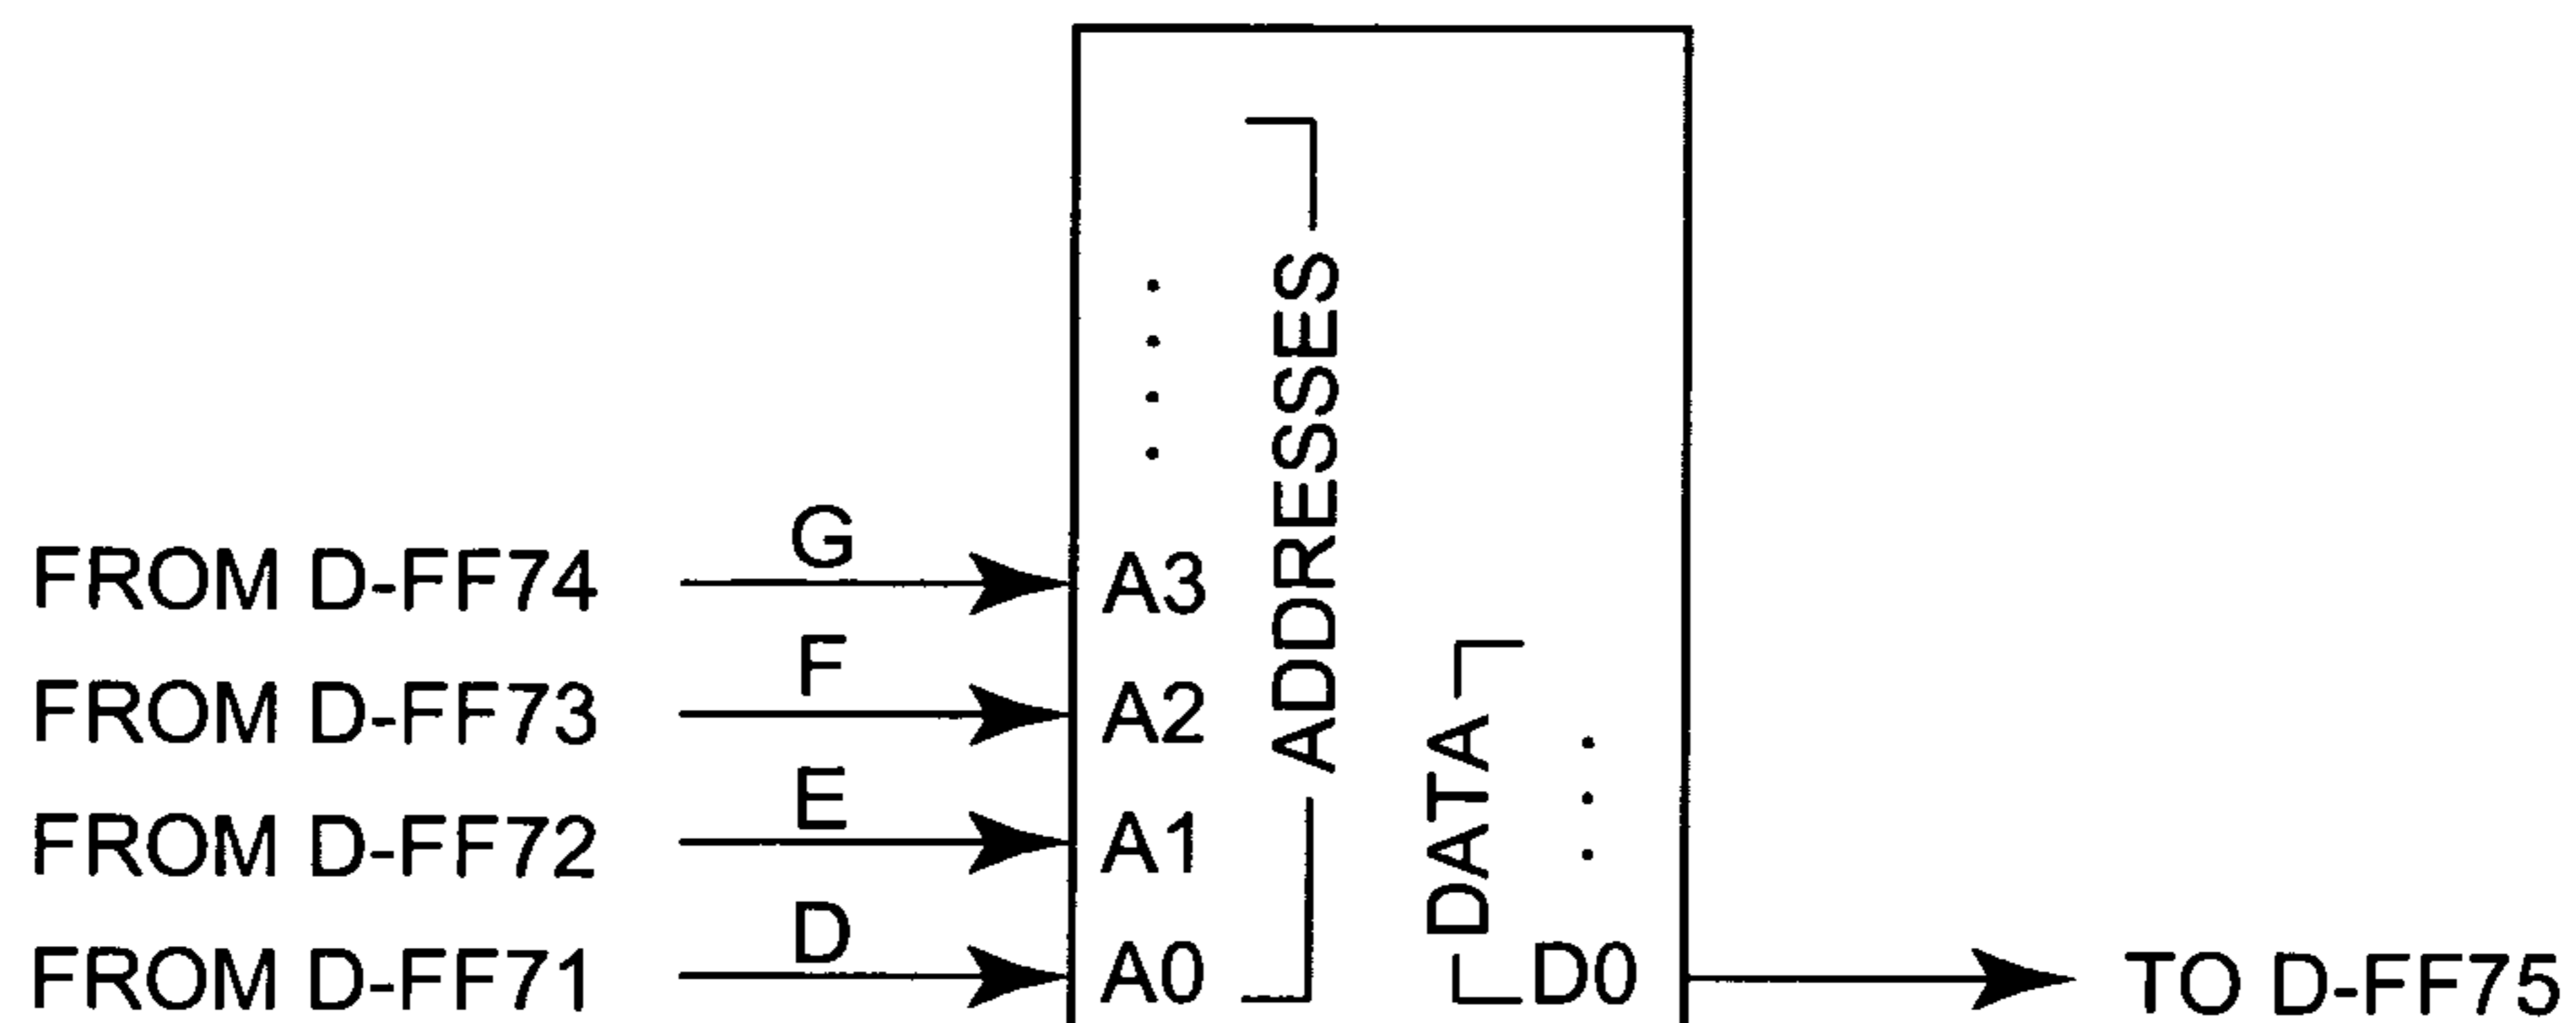 ADDRESSES
G
FROM D-FF74 A3
F
FROM D-FF73 A2
DATA
E
FROM D-FF72 A1
D
FROM D-FF71 A0 D0 TO D-FF75